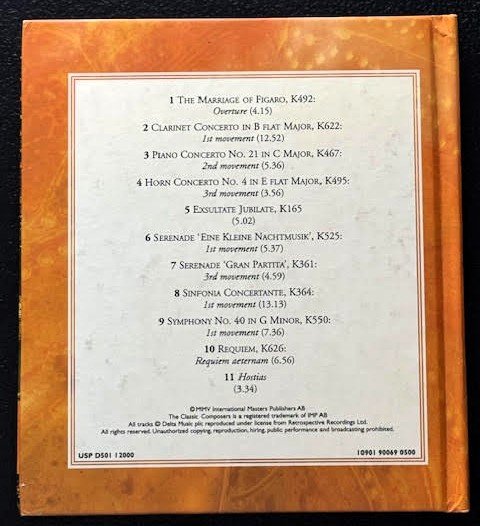 1 The Marriage of Figaro, K492:
Overture (4.15)
2 Clarinet Concerto in B flat Major, K622:
1st movement (12.52)
3 Piano Concerto No. 21 in C Major, K467:
2nd movement (5.36)
4 Horn Concerto No. 4 in E flat Major, K495:
3rd movement (3.56)
5 Exsultate Jubilate, K165
(5.02)
6 Serenade 'Eine Kleine Nachtmusik', K525:
1st movement (5.37)
7 Serenade 'Gran Partita', K361:
3rd movement (4.59)
8 Sinfonia Concertante, K364:
1st movement (13.13)
9 Symphony No. 40 in G Minor, K550:
1st movement (7.36)
10 Requiem, K626:
Requiem aeternam (6.56)
11 Hostias
(3.34)
© MMV International Masters Publishers AB
The Classic Composers is a registered trademark of IMP AB
All tracks © Delta Music plc reproduced under license from Retrospective Recordings Ltd.
All rights reserved. Unauthorized copying, reproduction, hiring, public performance and broadcasting prohibited.
USP D501 12000
10901 90069 0500